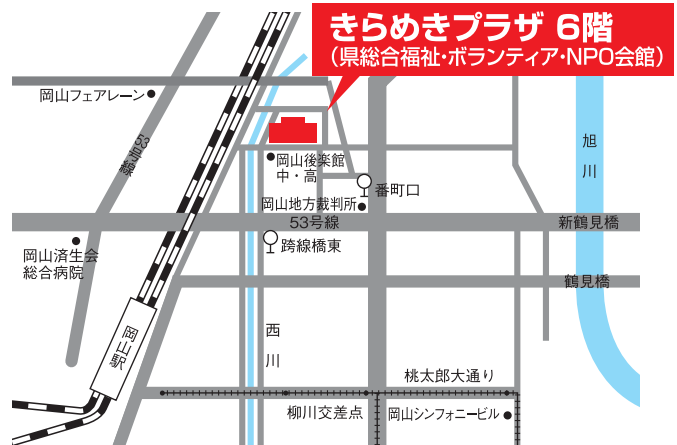 きらめきプラザ 6階
(県総合福祉・ボランティア・NPO会館)
岡山フェアレーン
53号線
旭川
岡山後楽館
中・高
番町口
岡山地方裁判所
53号線
新鶴見橋
跨線橋東
岡山済生会
総合病院
鶴見橋
岡山駅
西川
桃太郎大通り
柳川交差点
岡山シンフォニービル